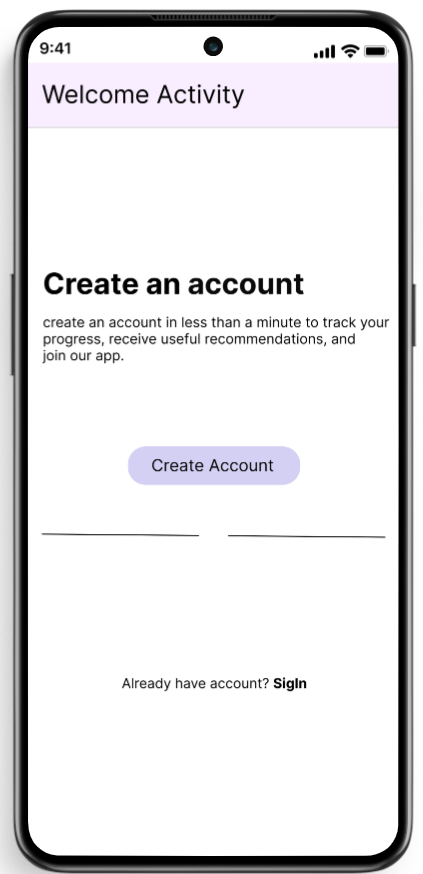 9:41
Welcome Activity
Create an account
create an account in less than a minute to track your
progress, receive useful recommendations, and
join our app.
Create Account
Already have account? SigIn